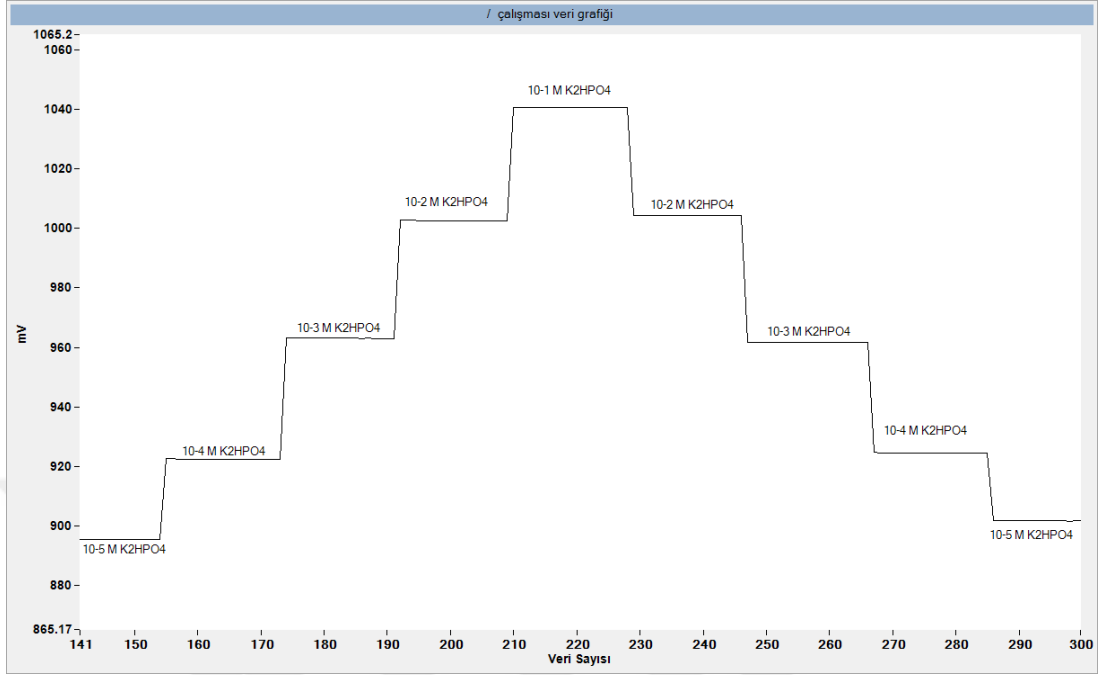 / çalışması veri grafiği
1065.2
1060
1040
1020
1000
980
960
940
920
900
880
865.17
mV
10-5 M K2HPO4
10-4 M K2HPO4
10-3 M K2HPO4
10-2 M K2HPO4
10-1 M K2HPO4
10-2 M K2HPO4
10-3 M K2HPO4
10-4 M K2HPO4
10-5 M K2HPO4
141 150 160 170 180 190 200 210 220 230 240 250 260 270 280 290 300
Veri Sayısı